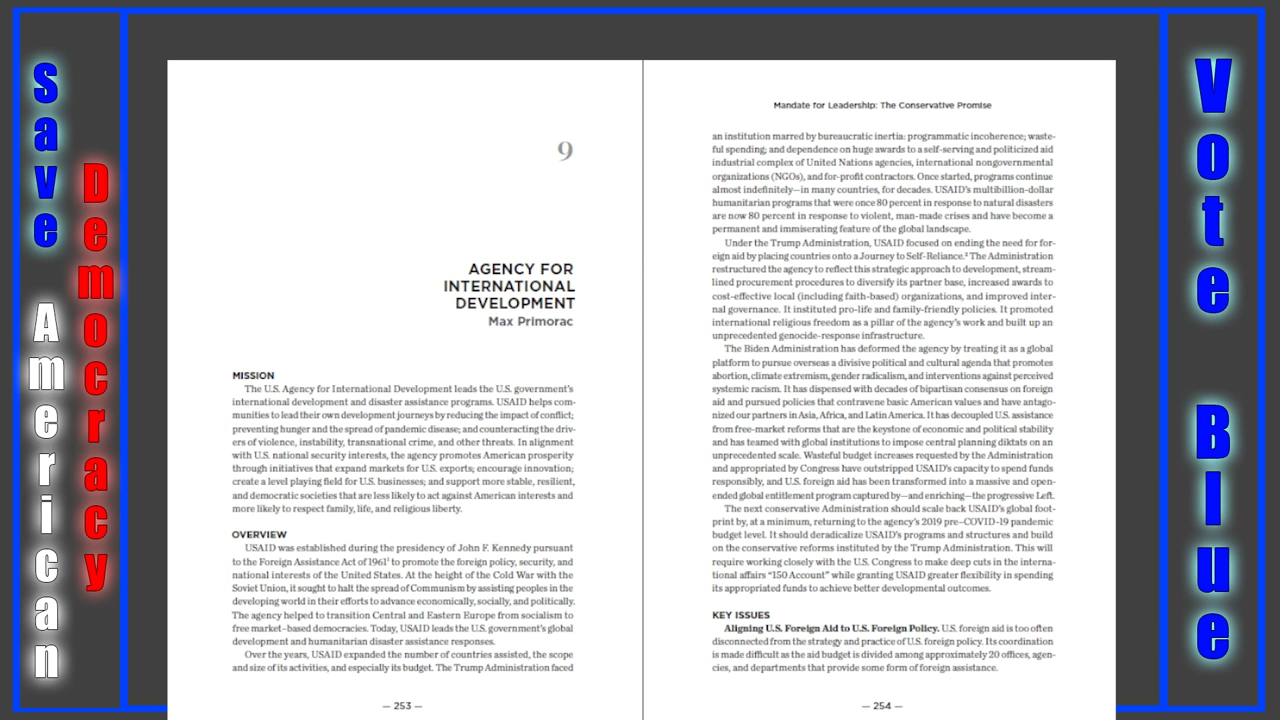 Save
American
Democracy
9
AGENCY FOR
INTERNATIONAL
DEVELOPMENT
Max Primorac
MISSION
The U.S. Agency for International Development leads the U.S. government's
international development and disaster assistance programs. USAID helps com-
munities to lead their own development journeys by reducing the impact of conflict;
preventing hunger and the spread of pandemic disease; and counteracting the driv-
ers of violence, instability, transnational crime, and other threats. In alignment
with U.S. national security interests, the agency promotes American prosperity
through initiatives that expand markets for U.S. exports; encourage innovation;
create a level playing field for U.S. businesses; and support more stable, resilient,
and democratic societies that are less likely to act against American interests and
more likely to respect family, life, and religious liberty.
OVERVIEW
USAID was established during the presidency of John F. Kennedy pursuant
to the Foreign Assistance Act of 1961¹ to promote the foreign policy, security, and
national interests of the United States. At the height of the Cold War with the
Soviet Union, it sought to halt the spread of Communism by assisting peoples in the
developing world in their efforts to advance economically, socially, and politically.
The agency helped to transition Central and Eastern Europe from socialism to
free market–based democracies. Today, USAID leads the U.S. government's global
development and humanitarian disaster assistance responses.
Over the years, USAID expanded the number of countries assisted, the scope
and size of its activities, and especially its budget. The Trump Administration faced
— 253 —
Mandate for Leadership: The Conservative Promise
an institution marred by bureaucratic inertia: programmatic incoherence; waste-
ful spending; and dependence on huge awards to a self-serving and politicized aid
industrial complex of United Nations agencies, international nongovernmental
organizations (NGOs), and for-profit contractors. Once started, programs continue
almost indefinitely—in many countries, for decades. USAID's multibillion-dollar
humanitarian programs that were once 80 percent in response to natural disasters
are now 80 percent in response to violent, man-made crises and have become a
permanent and immiserating feature of the global landscape.
Under the Trump Administration, USAID focused on ending the need for for-
eign aid by placing countries onto a Journey to Self-Reliance.² The Administration
restructured the agency to reflect this strategic approach to development, stream-
lined procurement procedures to diversify its partner base, increased awards to
cost-effective local (including faith-based) organizations, and improved inter-
nal governance. It instituted pro-life and family-friendly policies. It promoted
international religious freedom as a pillar of the agency's work and built up an
unprecedented genocide-response infrastructure.
The Biden Administration has deformed the agency by treating it as a global
platform to pursue overseas a divisive political and cultural agenda that promotes
abortion, climate extremism, gender radicalism, and interventions against perceived
systemic racism. It has dispensed with decades of bipartisan consensus on foreign
aid and pursued policies that contravene basic American values and have antago-
nized our partners in Asia, Africa, and Latin America. It has decoupled U.S. assistance
from free-market reforms that are the keystone of economic and political stability
and has teamed with global institutions to impose central planning diktats on an
unprecedented scale. Wasteful budget increases requested by the Administration
and appropriated by Congress have outstripped USAID's capacity to spend funds
responsibly, and U.S. foreign aid has been transformed into a massive and open-
ended global entitlement program captured by—and enriching—the progressive Left.
The next conservative Administration should scale back USAID's global foot-
print by, at a minimum, returning to the agency's 2019 pre–COVID-19 pandemic
budget level. It should deradicalize USAID's programs and structures and build
on the conservative reforms instituted by the Trump Administration. This will
require working closely with the U.S. Congress to make deep cuts in the interna-
tional affairs “150 Account” while granting USAID greater flexibility in spending
its appropriated funds to achieve better developmental outcomes.
KEY ISSUES
Aligning U.S. Foreign Aid to U.S. Foreign Policy. U.S. foreign aid is too often
disconnected from the strategy and practice of U.S. foreign policy. Its coordination
is made difficult as the aid budget is divided among approximately 20 offices, agen-
cies, and departments that provide some form of foreign assistance.
— 254 —
Vote
Blue